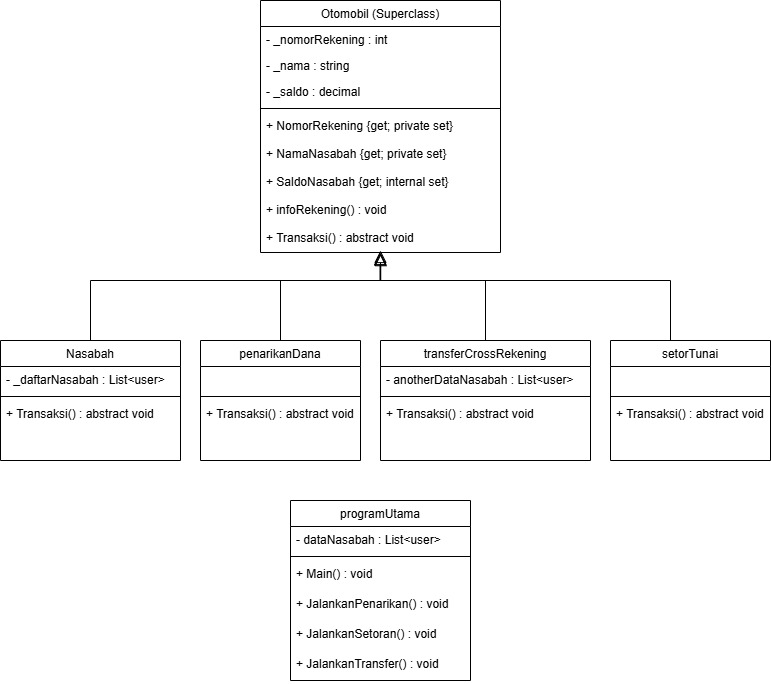 Otomobil (Superclass)
- _nomorRekening : int
- _nama : string
- _saldo : decimal
+ NomorRekening {get; private set}
+ NamaNasabah {get; private set}
+ SaldoNasabah {get; internal set}
+ infoRekening() : void
+ Transaksi() : abstract void
Nasabah
- _daftarNasabah : List<user>
+ Transaksi() : abstract void
penarikanDana
+ Transaksi() : abstract void
transferCrossRekening
- anotherDataNasabah : List<user>
+ Transaksi() : abstract void
setorTunai
+ Transaksi() : abstract void
programUtama
- dataNasabah : List<user>
+ Main() : void
+ JalankanPenarikan() : void
+ JalankanSetoran() : void
+ JalankanTransfer() : void